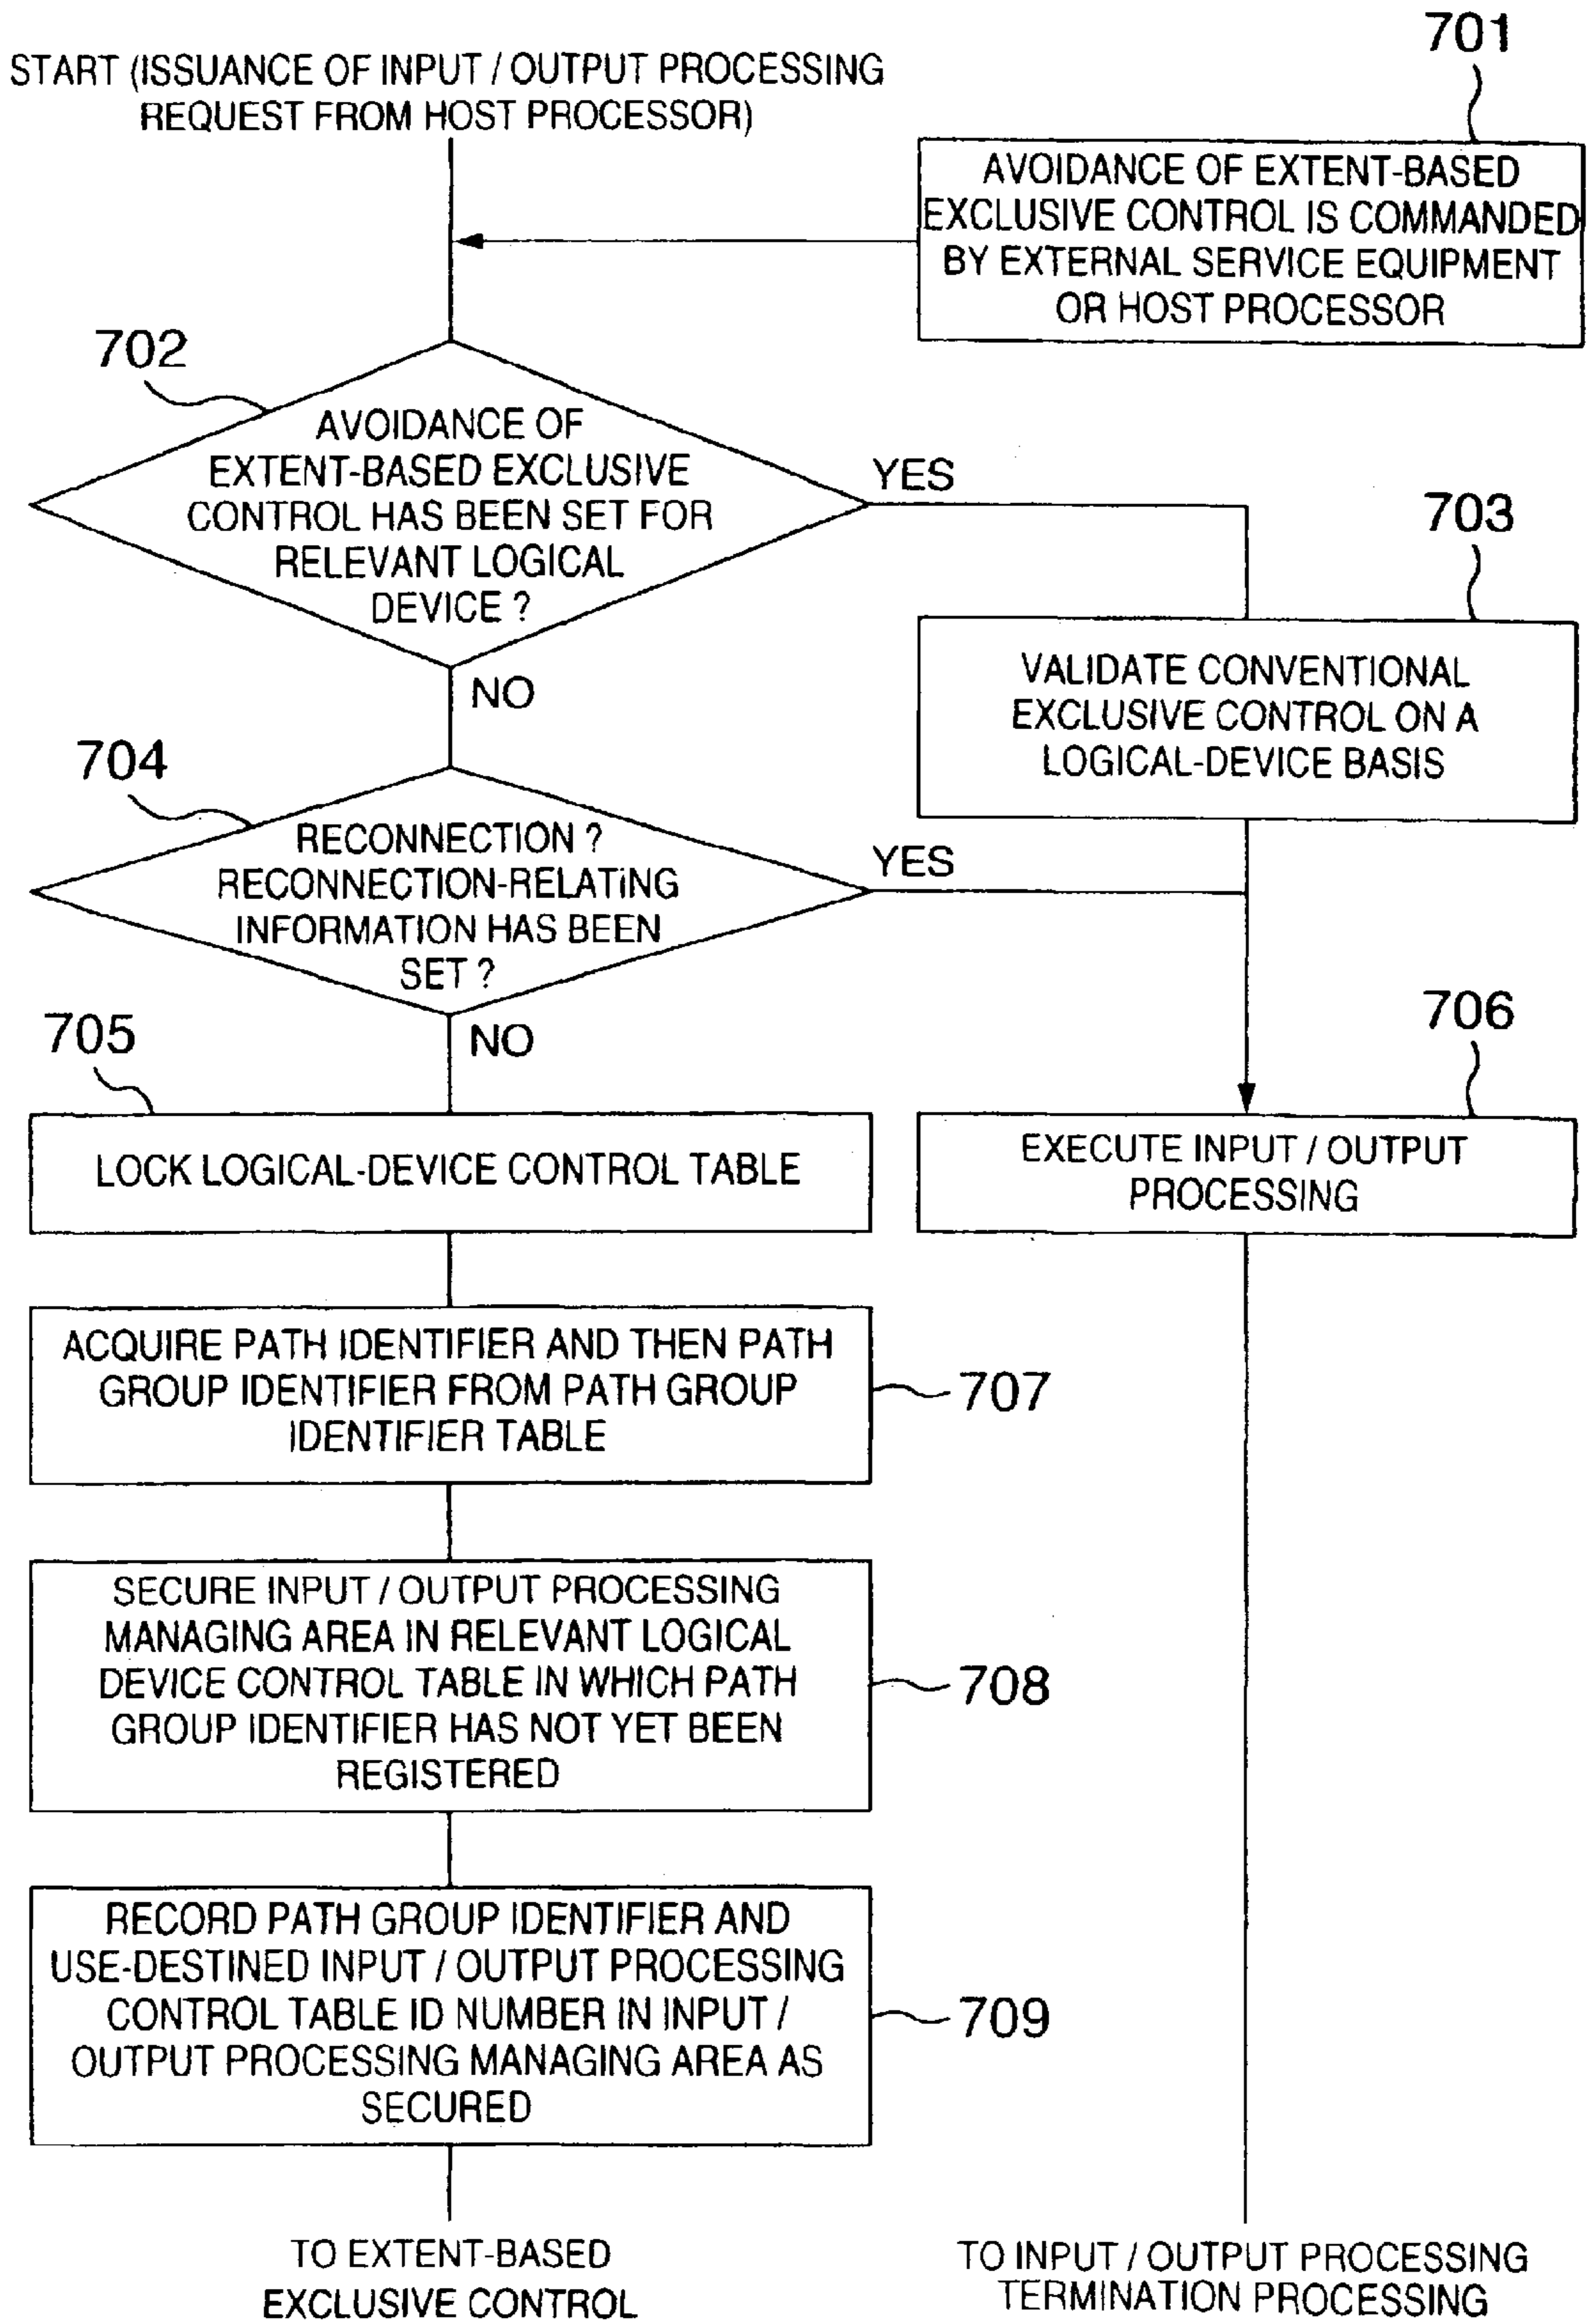 701
START (ISSUANCE OF INPUT / OUTPUT PROCESSING
REQUEST FROM HOST PROCESSOR)
AVOIDANCE OF EXTENT-BASED
EXCLUSIVE CONTROL IS COMMANDED
BY EXTERNAL SERVICE EQUIPMENT
OR HOST PROCESSOR
702
AVOIDANCE OF
EXTENT-BASED EXCLUSIVE
CONTROL HAS BEEN SET FOR
RELEVANT LOGICAL
DEVICE ?
YES
NO
703
VALIDATE CONVENTIONAL
EXCLUSIVE CONTROL ON A
LOGICAL-DEVICE BASIS
704
RECONNECTION ?
RECONNECTION-RELATiNG
INFORMATION HAS BEEN
SET ?
YES
NO
705
LOCK LOGICAL-DEVICE CONTROL TABLE
706
EXECUTE INPUT / OUTPUT
PROCESSING
ACQUIRE PATH IDENTIFIER AND THEN PATH
GROUP IDENTIFIER FROM PATH GROUP
IDENTIFIER TABLE
707
SECURE INPUT / OUTPUT PROCESSING
MANAGING AREA IN RELEVANT LOGICAL
DEVICE CONTROL TABLE IN WHICH PATH
GROUP IDENTIFIER HAS NOT YET BEEN
REGISTERED
708
RECORD PATH GROUP IDENTIFIER AND
USE-DESTINED INPUT / OUTPUT PROCESSING
CONTROL TABLE ID NUMBER IN INPUT /
OUTPUT PROCESSING MANAGING AREA AS
SECURED
709
TO EXTENT-BASED
EXCLUSIVE CONTROL
TO INPUT / OUTPUT PROCESSING
TERMINATION PROCESSING